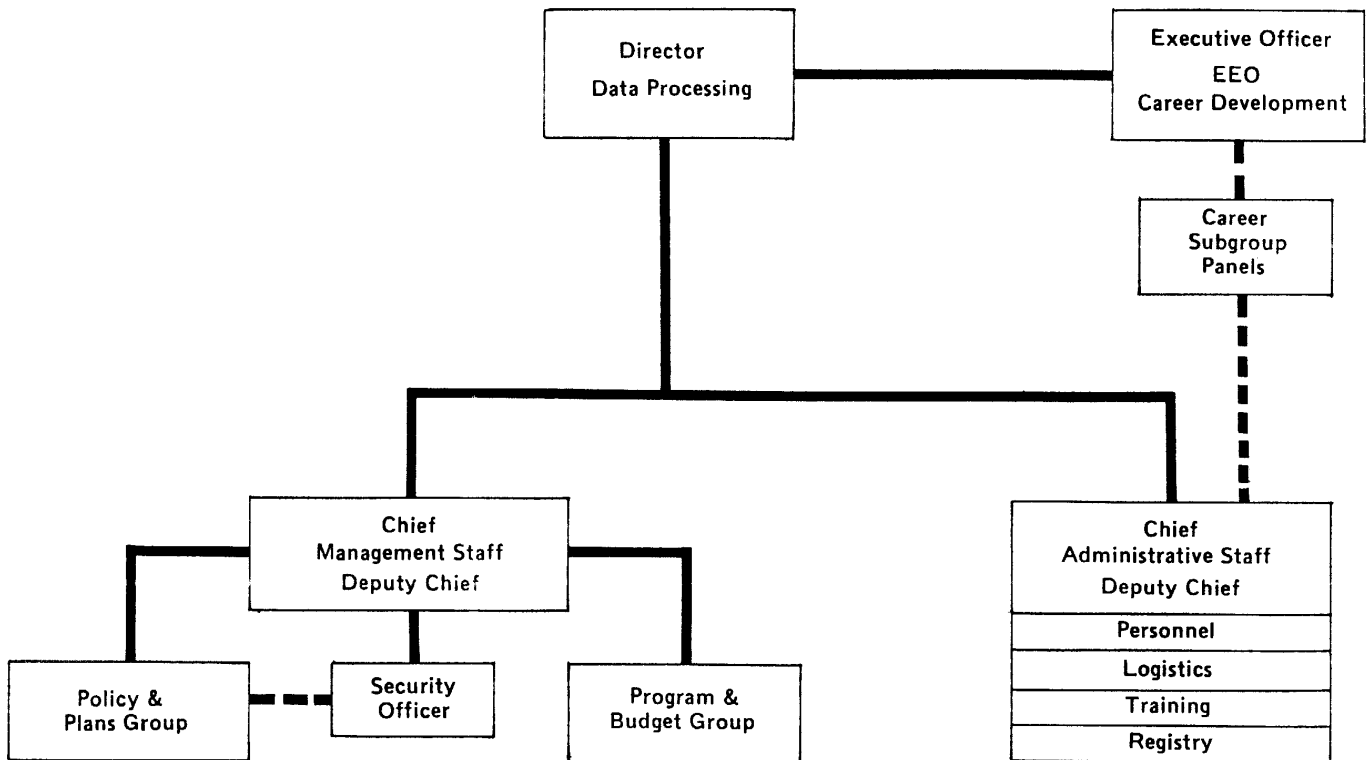 Director
Data Processing
Executive Officer
EEO
Career Development
Career
Subgroup
Panels
Chief
Management Staff
Deputy Chief
Chief
Administrative Staff
Deputy Chief
Personnel
Logistics
Training
Registry
Policy &
Plans Group
Security
Officer
Program &
Budget Group